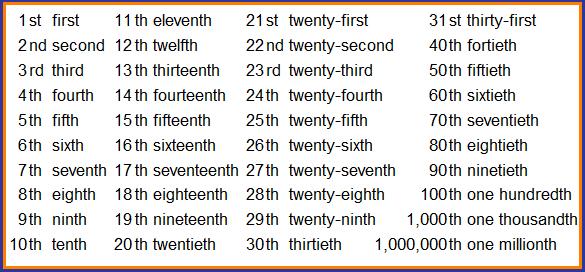 1st first 11th eleventh 21st twenty-first 31st thirty-first
2nd second 12th twelfth 22nd twenty-second 40th fortieth
3rd third 13th thirteenth 23rd twenty-third 50th fiftieth
4th fourth 14th fourteenth 24th twenty-fourth 60th sixtieth
5th fifth 15th fifteenth 25th twenty-fifth 70th seventieth
6th sixth 16th sixteenth 26th twenty-sixth 80th eightieth
7th seventh 17th seventeenth 27th twenty-seventh 90th ninetieth
8th eighth 18th eighteenth 28th twenty-eighth 100th one hundredth
9th ninth 19th nineteenth 29th twenty-ninth 1,000th one thousandth
10th tenth 20th twentieth 30th thirtieth 1,000,000th one millionth